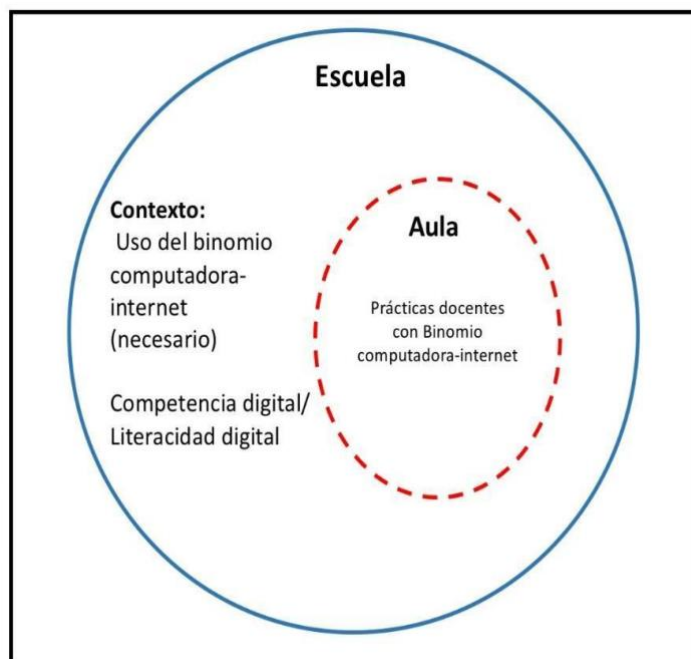 Escuela
Contexto:
Uso del binomio
computadora-
internet
(necesario)
Competencia digital/
Literacidad digital
Aula
Prácticas docentes
con Binomio
computadora-internet